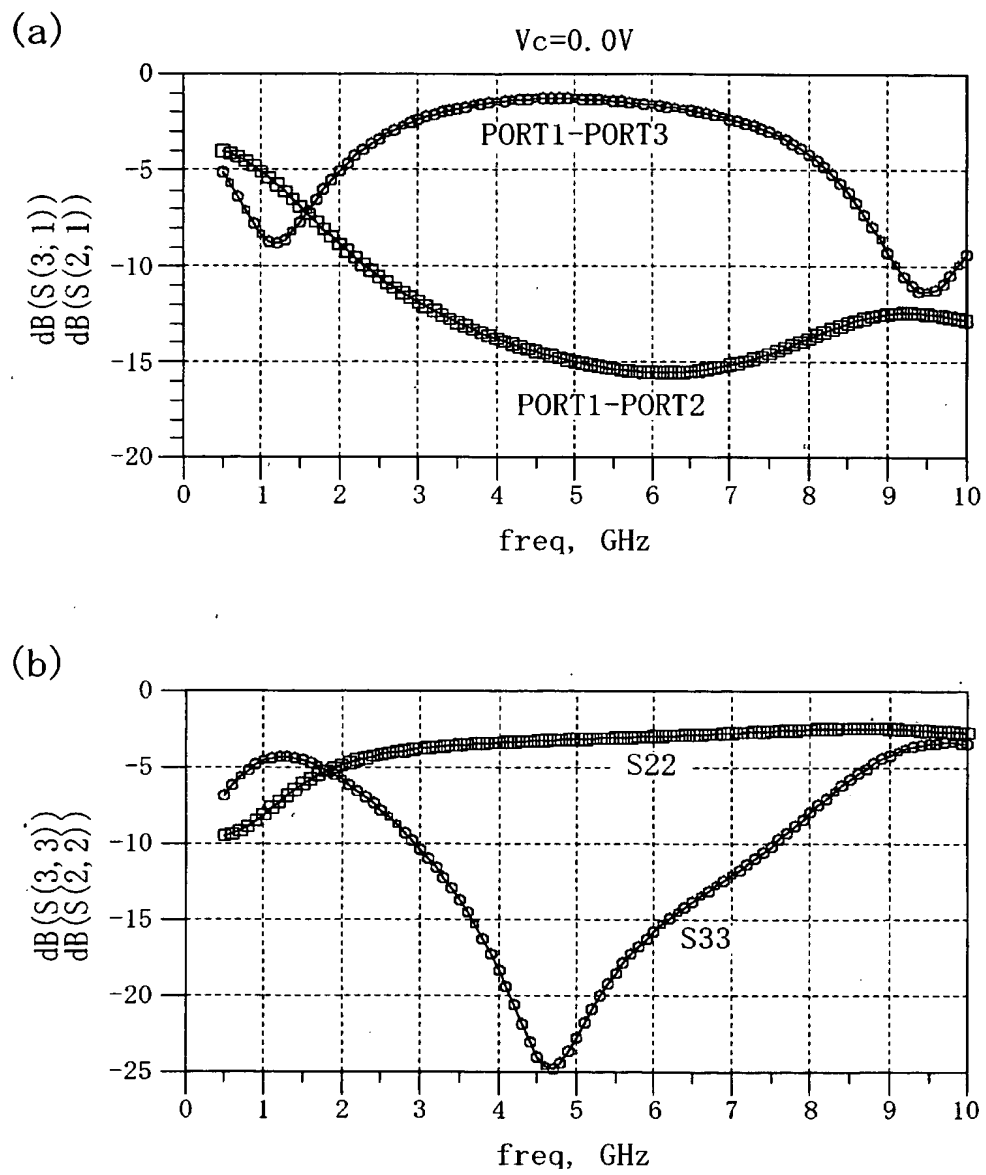 (a)
Vc=0.0V
0
-5
-10
-15
-20
dB(S(3,1))
dB(S(2,1))
PORT1-PORT3
PORT1-PORT2
0 1 2 3 4 5 6 7 8 9 10
freq, GHz
(b)
0
-5
-10
-15
-20
-25
dB(S(3,3))
dB(S(2,2))
S22
S33
0 1 2 3 4 5 6 7 8 9 10
freq, GHz